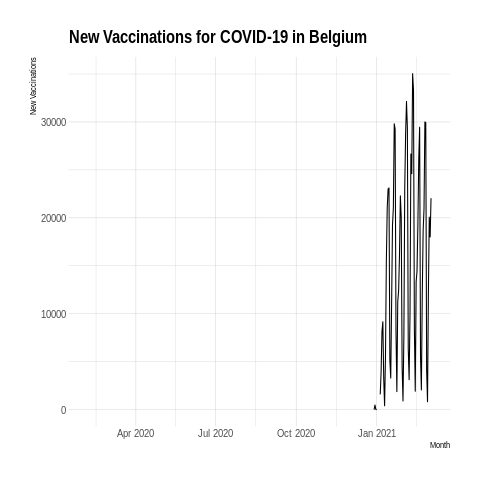 New Vaccinations for COVID-19 in Belgium
New Vaccinations
30000
20000
10000
0
Apr 2020
Jul 2020
Oct 2020
Jan 2021
Month